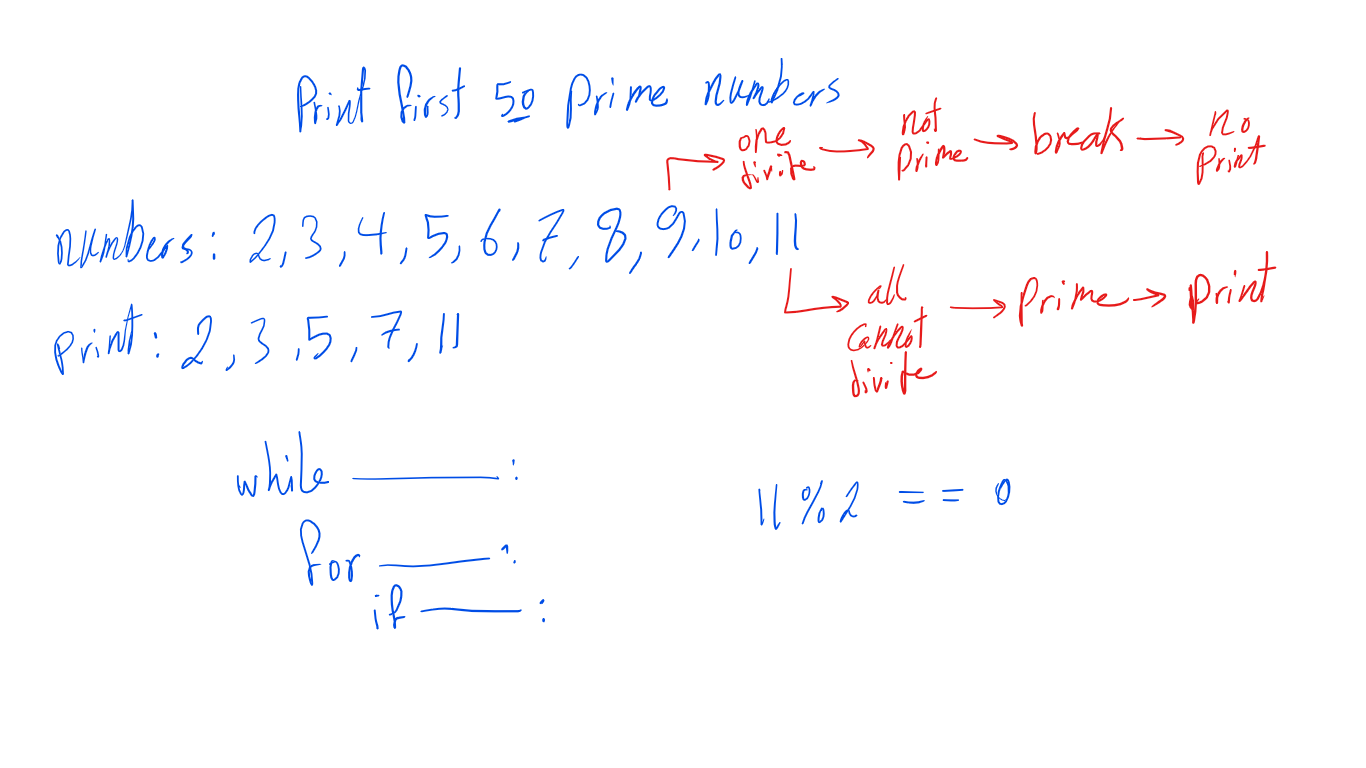 Print first 50 prime numbers
one divite → not prime → break → no print
numbers: 2, 3, 4, 5, 6, 7, 8, 9, 10, 11
all cannot divite → prime → print
Print: 2, 3, 5, 7, 11
while ______ :
11 % 2 == 0
for ______ :
if ______ :